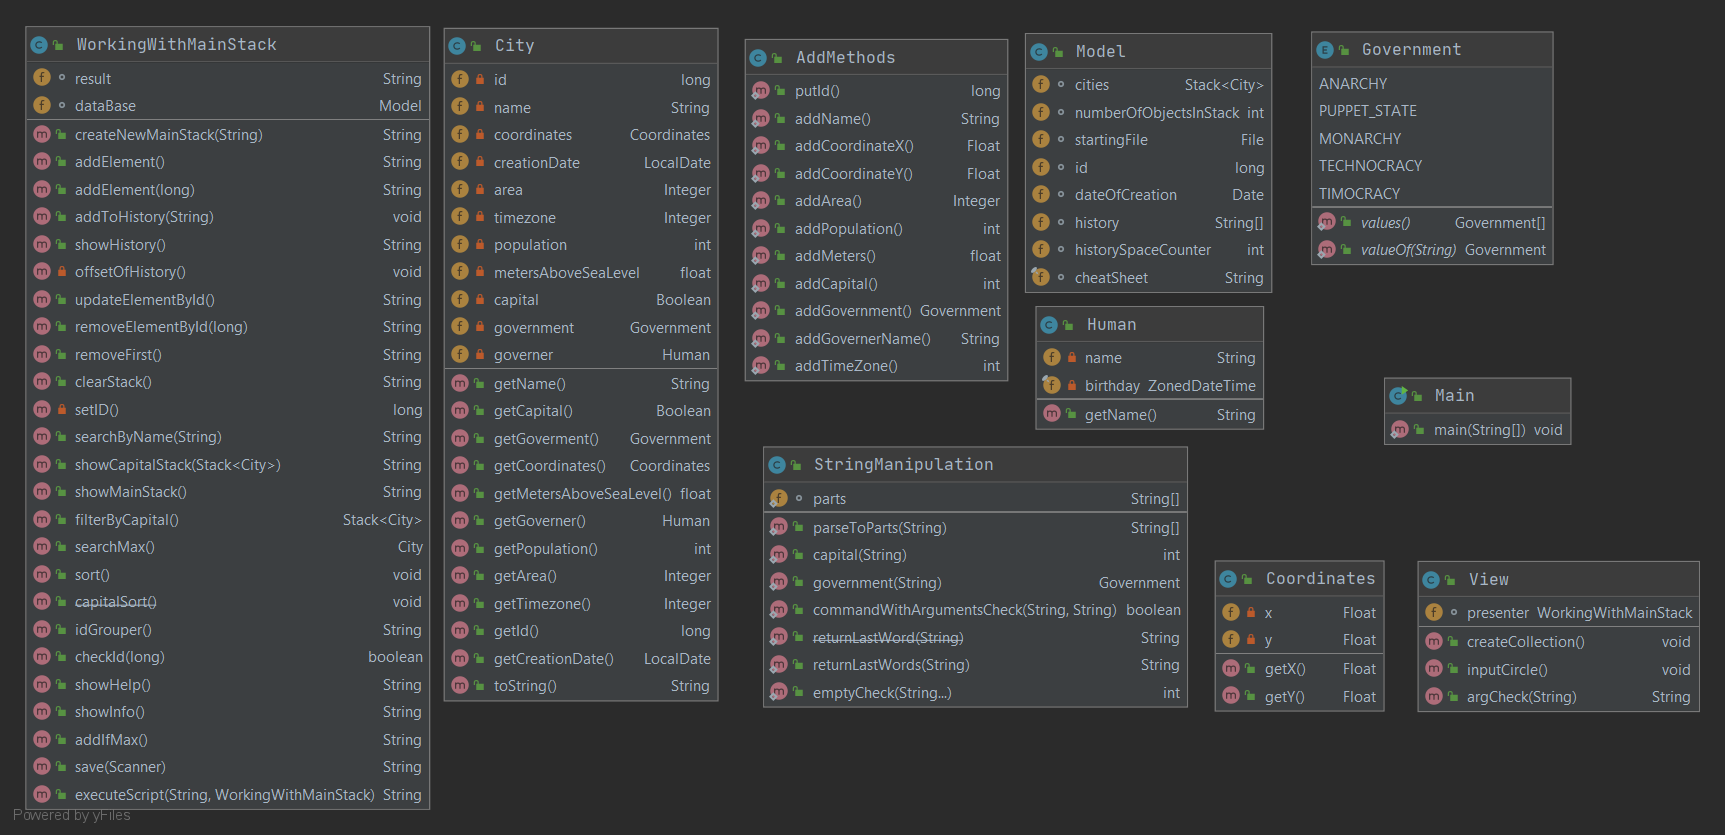 WorkingWithMainStack
result String
dataBase Model
createNewMainStack(String) String
addElement() String
addElement(long) String
addToHistory(String) void
showHistory() String
offsetOfHistory() void
updateElementById() String
removeElementById(long) String
removeFirst() String
clearStack() String
setID() long
searchByName(String) String
showCapitalStack(Stack<City>) String
showMainStack() String
filterByCapital() Stack<City>
searchMax() City
sort() void
capitalSort() void
idGrouper() String
checkId(long) boolean
showHelp() String
showInfo() String
addIfMax() String
save(Scanner) String
executeScript(String, WorkingWithMainStack) String
City
id long
name String
coordinates Coordinates
creationDate LocalDate
area Integer
timezone Integer
population int
metersAboveSeaLevel float
capital Boolean
government Government
governer Human
getName() String
getCapital() Boolean
getGoverment() Government
getCoordinates() Coordinates
getMetersAboveSeaLevel() float
getGoverner() Human
getPopulation() int
getArea() Integer
getTimezone() Integer
getId() long
getCreationDate() LocalDate
toString() String
AddMethods
putId() long
addName() String
addCoordinateX() Float
addCoordinateY() Float
addArea() Integer
addPopulation() int
addMeters() float
addCapital() int
addGovernment() Government
addGovernerName() String
addTimeZone() int
Model
cities Stack<City>
numberOfObjectsInStack int
startingFile File
id long
dateOfCreation Date
history String[]
historySpaceCounter int
cheatSheet String
Government
ANARCHY
PUPPET_STATE
MONARCHY
TECHNOCRACY
TIMOCRACY
values() Government[]
valueOf(String) Government
Human
name String
birthday ZonedDateTime
getName() String
Main
main(String[]) void
StringManipulation
parts String[]
parseToParts(String) String[]
capital(String) int
government(String) Government
commandWithArgumentsCheck(String, String) boolean
returnLastWord(String) String
returnLastWords(String) String
emptyCheck(String...) int
Coordinates
x Float
y Float
getX() Float
getY() Float
View
presenter WorkingWithMainStack
createCollection() void
inputCircle() void
argCheck(String) String
Powered by yFiles